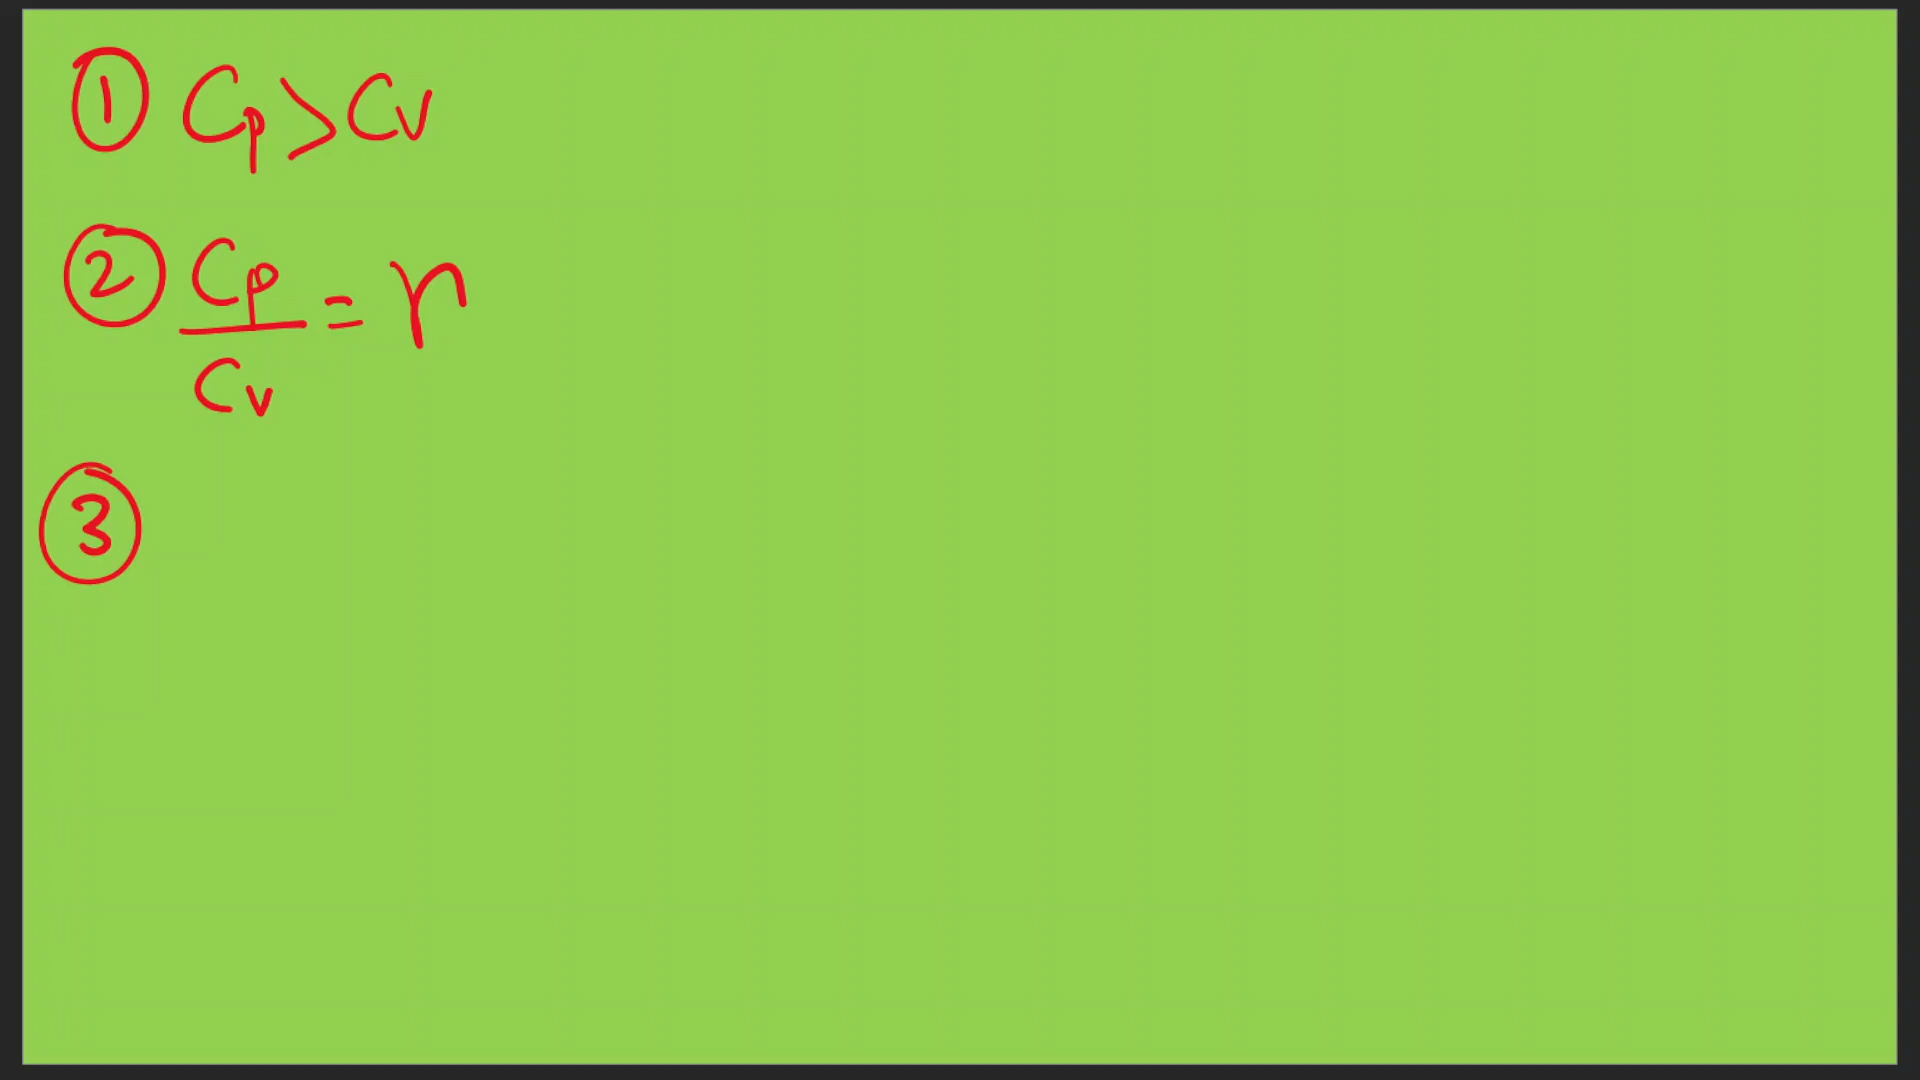 ① Cp > Cv
② Cp/Cv = γ
③